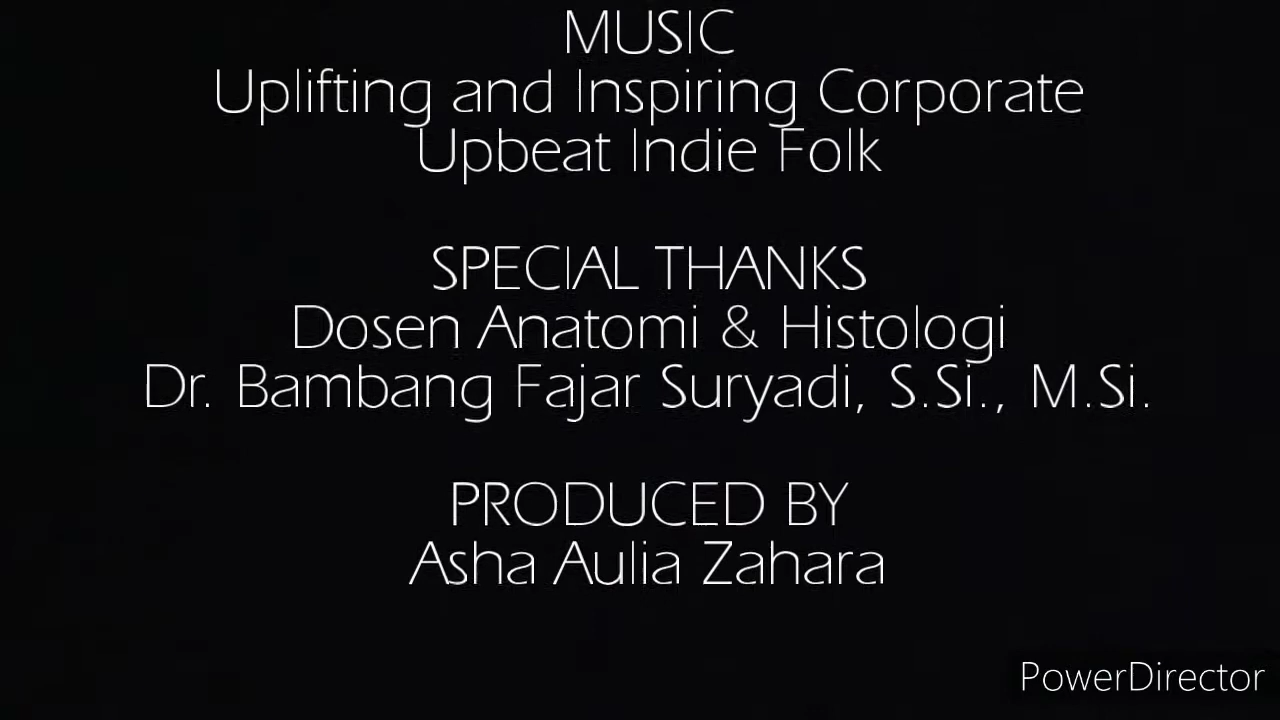 MUSIC
Uplifting and Inspiring Corporate
Upbeat Indie Folk
SPECIAL THANKS
Dosen Anatomi & Histologi
Dr. Bambang Fajar Suryadi, S.Si., M.Si.
PRODUCED BY
Asha Aulia Zahara
PowerDirector